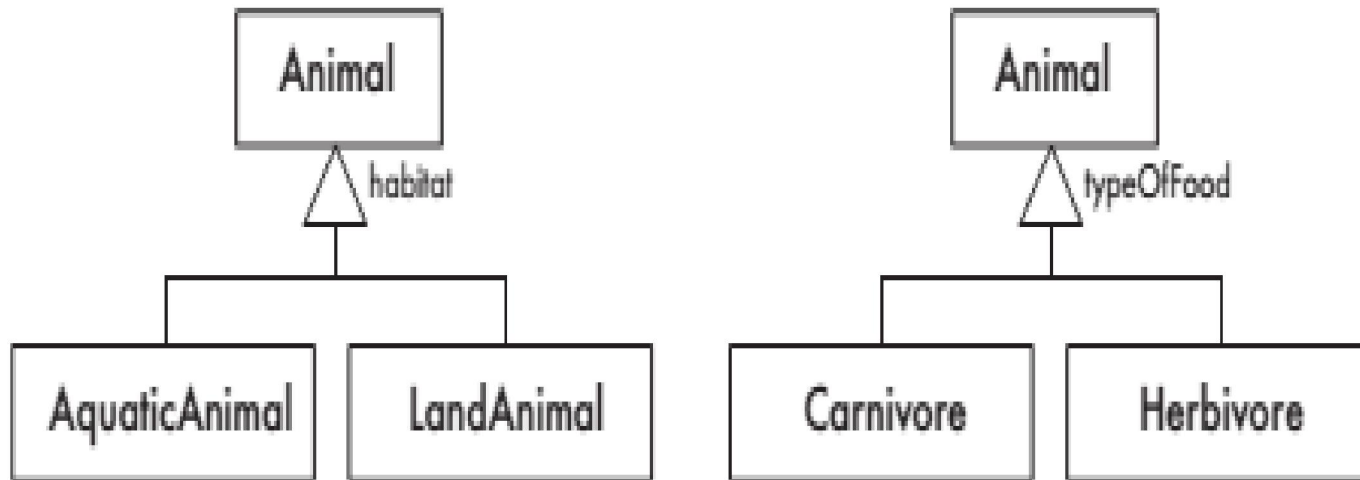 Animal
habitat
AquaticAnimal
LandAnimal
Animal
typeOfFood
Carnivore
Herbivore